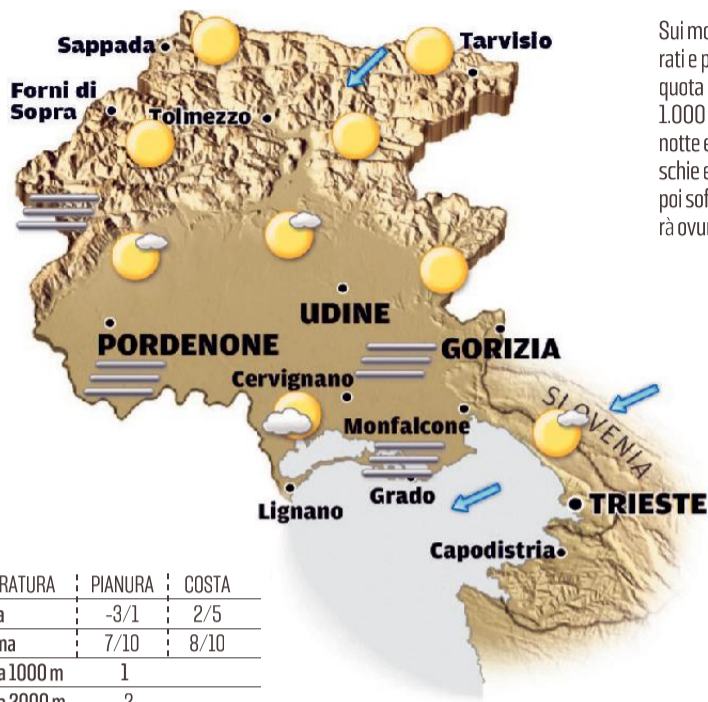 Sappada
Tarvisio
Forni di
Sopra
Tolmezzo
UDINE
PORDENONE
GORIZIA
Cervignano
SLOVENIA
Monfalcone
Grado
Lignano
TRIESTE
Capodistria
Sui mo
rati e p
quota
1.000
notte e
schie e
poi sof
rà ovu
RATURA PIANURA COSTA
a -3/1 2/5
ma 7/10 8/10
a 1000 m 1